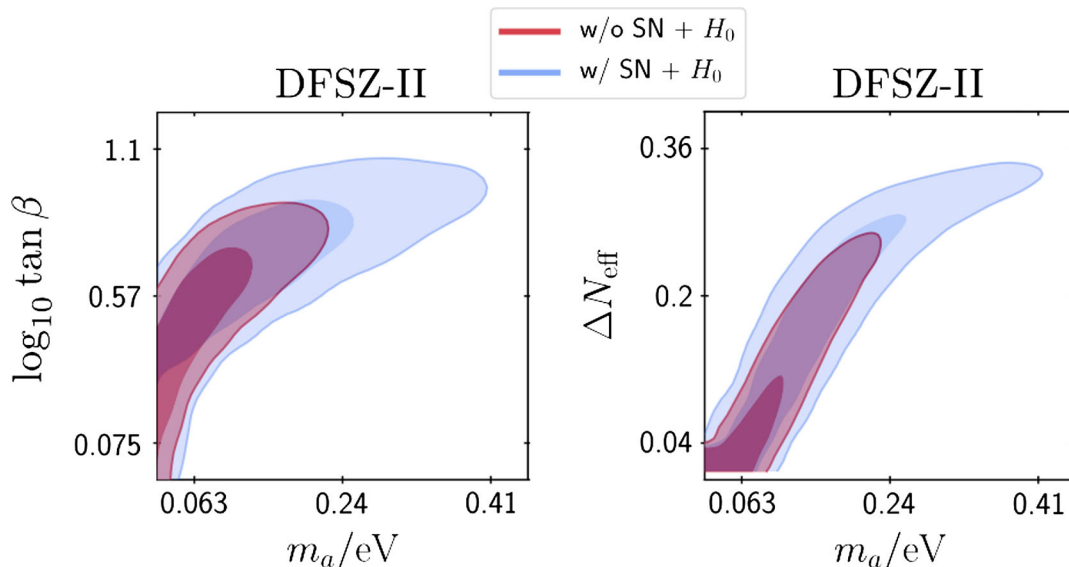 w/o SN + H₀
w/ SN + H₀
DFSZ-II
1.1
0.57
0.075
log₁₀ tan β
0.063 0.24 0.41
mₐ/eV
DFSZ-II
0.36
0.2
0.04
ΔN_eff
0.063 0.24 0.41
mₐ/eV